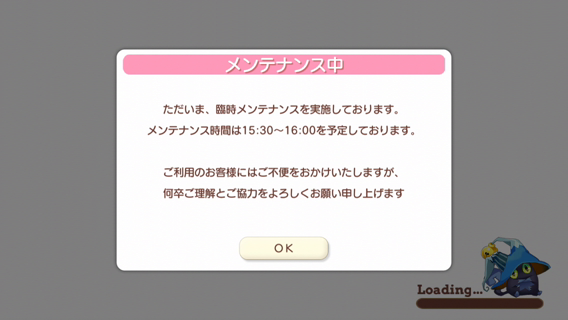 メンテナンス中
ただいま、臨時メンテナンスを実施しております。
メンテナンス時間は15:30～16:00を予定しております。
ご利用のお客様にはご不便をおかけいたしますが、
何卒ご理解とご協力をよろしくお願い申し上げます
OK
Loading...